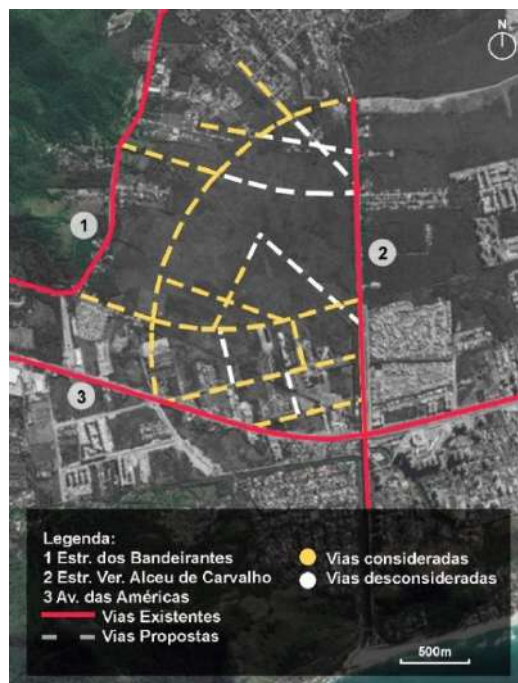 N
1
2
3
Legenda:
1 Estr. dos Bandeirantes
2 Estr. Ver. Alceu de Carvalho
3 Av. das Américas
Vias Existentes
Vias Propostas
Vias consideradas
Vias desconsideradas
500m